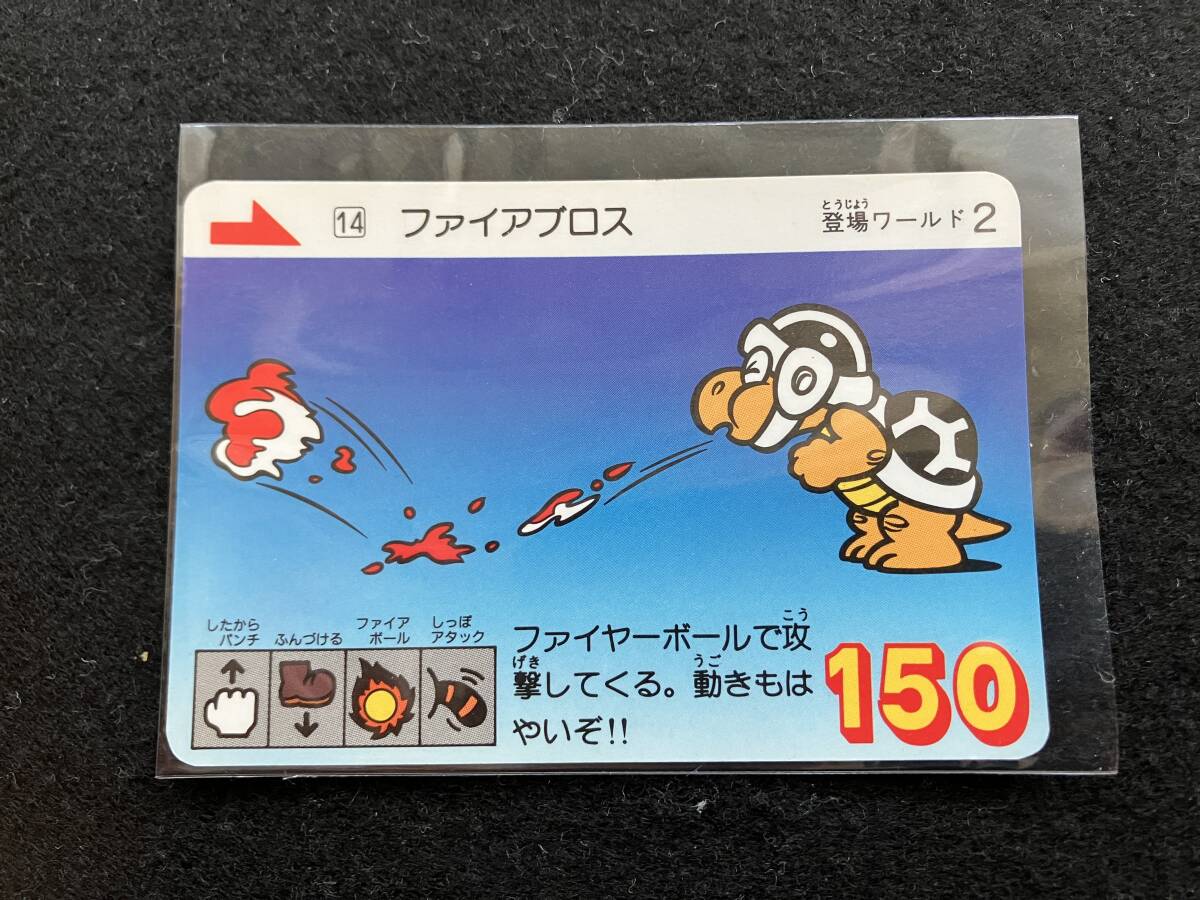 14 ファイアブロス
とうじょう
登場ワールド2
したから
パンチ
ふんづける
ファイア
ボール
しっぽ
アタック
こう
ファイヤーボールで攻
げき うご
撃してくる。動きもは
やいぞ!!
150